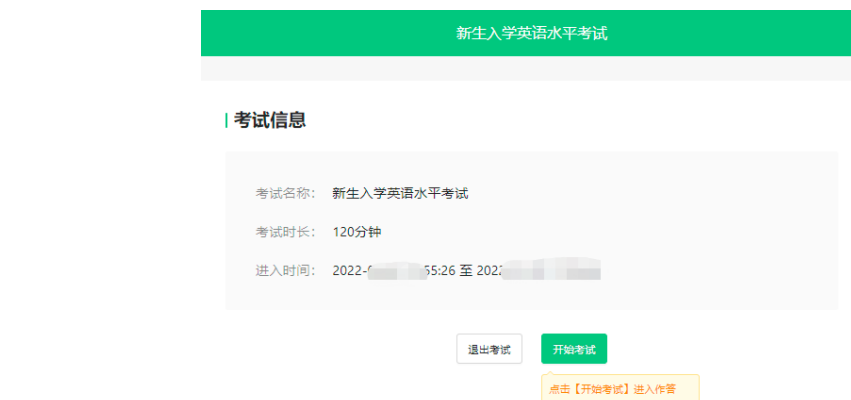 新生入学英语水平考试
考试信息
考试名称： 新生入学英语水平考试
考试时长： 120分钟
进入时间： 2022- 55:26 至 202
退出考试 开始考试
点击【开始考试】进入作答